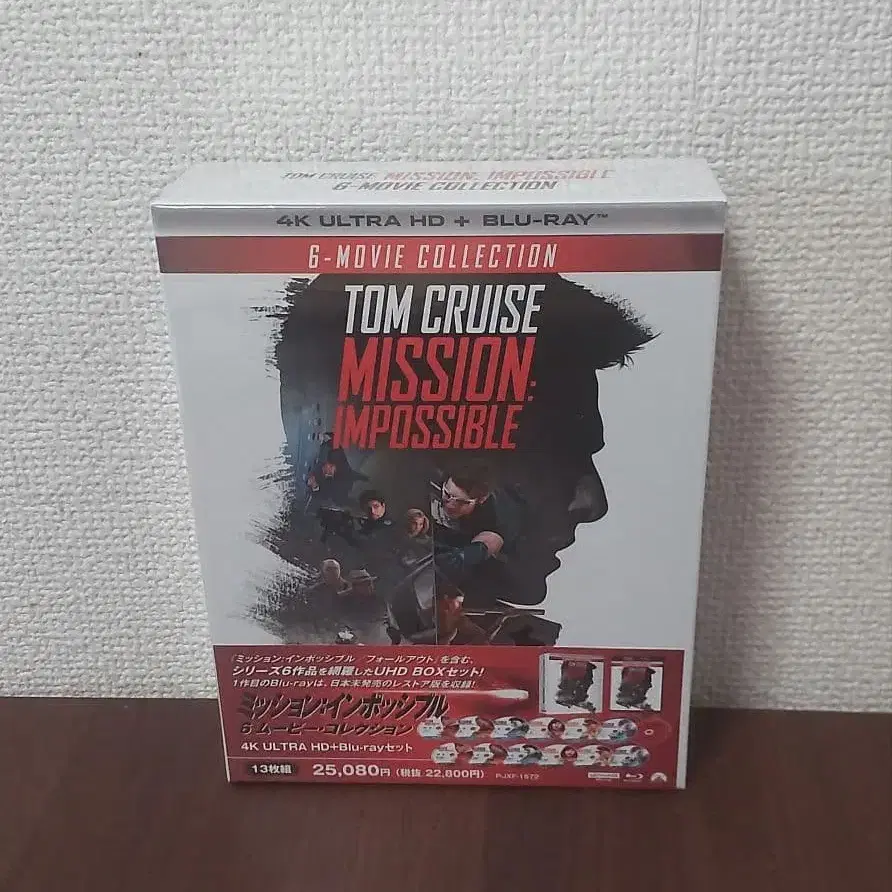 TOM CRUISE MISSION: IMPOSSIBLE
6-MOVIE COLLECTION
4K ULTRA HD + BLU-RAY™
6-MOVIE COLLECTION
TOM CRUISE
MISSION:
IMPOSSIBLE
『ミッション:インポッシブル/フォールアウト』を含む、
シリーズ6作品を網羅したUHD BOXセット!
1作目のBlu-rayは、日本未発売のレストア版を収録!
ミッション:インポッシブル
6 ムービー・コレクション
4K ULTRA HD+Blu-rayセット
13枚組 25,080円(税抜 22,800円) PJXF-1572